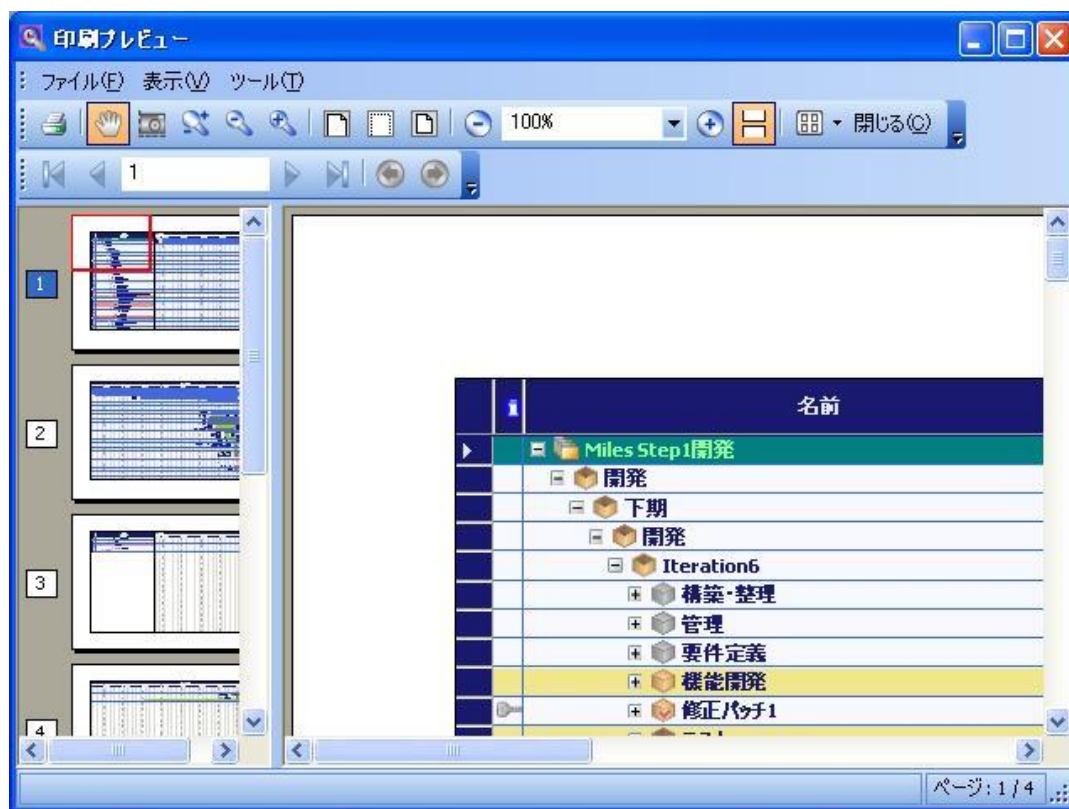 印刷プレビュー
ファイル(F) 表示(V) ツール(T)
100% 閉じる(C)
1
1
2
3
4
名前
Miles Step1開発
開発
下期
開発
Iteration6
構築・整理
管理
要件定義
機能開発
修正パッチ1
ページ: 1 / 4